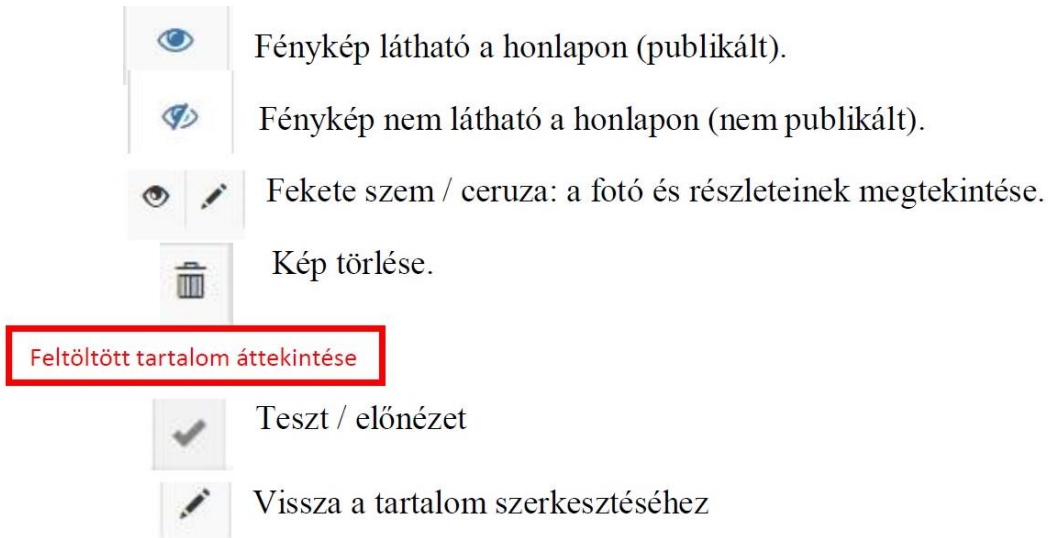 Fénykép látható a honlapon (publikált).
Fénykép nem látható a honlapon (nem publikált).
Fekete szem / ceruza: a fotó és részleteinek megtekintése.
Kép törlése.
Feltöltött tartalom áttekintése
Teszt / előnézet
Vissza a tartalom szerkesztéséhez